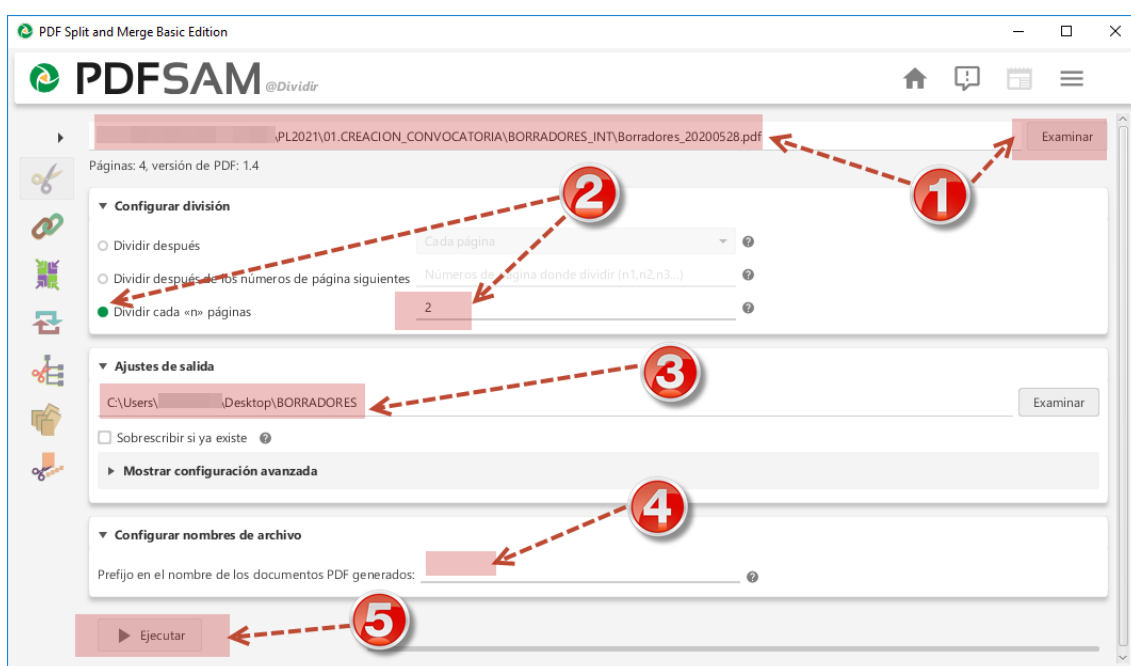 PDF Split and Merge Basic Edition
PDFSAM @Dividir
\PL2021\01.CREACION_CONVOCATORIA\BORRADORES_INT\Borradores_20200528.pdf
Examinar
Páginas: 4, versión de PDF: 1.4
1
2
Configurar división
Dividir después
Cada página
Dividir después de los números de página siguientes
Números de página donde dividir (n1,n2,n3...)
Dividir cada «n» páginas
2
Ajustes de salida
3
C:\Users\ \Desktop\BORRADORES
Examinar
Sobrescribir si ya existe
Mostrar configuración avanzada
4
Configurar nombres de archivo
Prefijo en el nombre de los documentos PDF generados:
5
Ejecutar